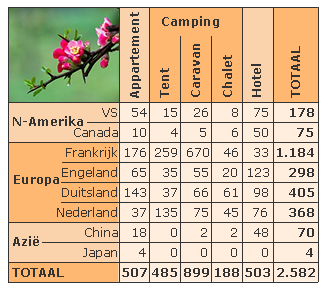 Camping
Appartement Tent Caravan Chalet Hotel TOTAAL
N-Amerika
VS 54 15 26 8 75 178
Canada 10 4 5 6 50 75
Europa
Frankrijk 176 259 670 46 33 1.184
Engeland 65 35 55 20 123 298
Duitsland 143 37 66 61 98 405
Nederland 37 135 75 45 76 368
Azië
China 18 0 2 2 48 70
Japan 4 0 0 0 0 4
TOTAAL 507 485 899 188 503 2.582